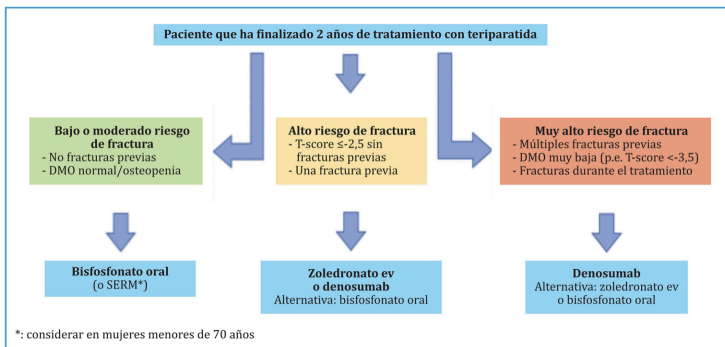 Paciente que ha finalizado 2 años de tratamiento con teriparatida
Bajo o moderado riesgo
de fractura
- No fracturas previas
- DMO normal/osteopenia
Alto riesgo de fractura
- T-score ≤-2,5 sin
fracturas previas
- Una fractura previa
Muy alto riesgo de fractura
- Múltiples fracturas previas
- DMO muy baja (p.e. T-score <-3,5)
- Fracturas durante el tratamiento
Bisfosfonato oral
(o SERM*)
Zoledronato ev
o denosumab
Alternativa: bisfosfonato oral
Denosumab
Alternativa: zoledronato ev
o bisfosfonato oral
*: considerar en mujeres menores de 70 años